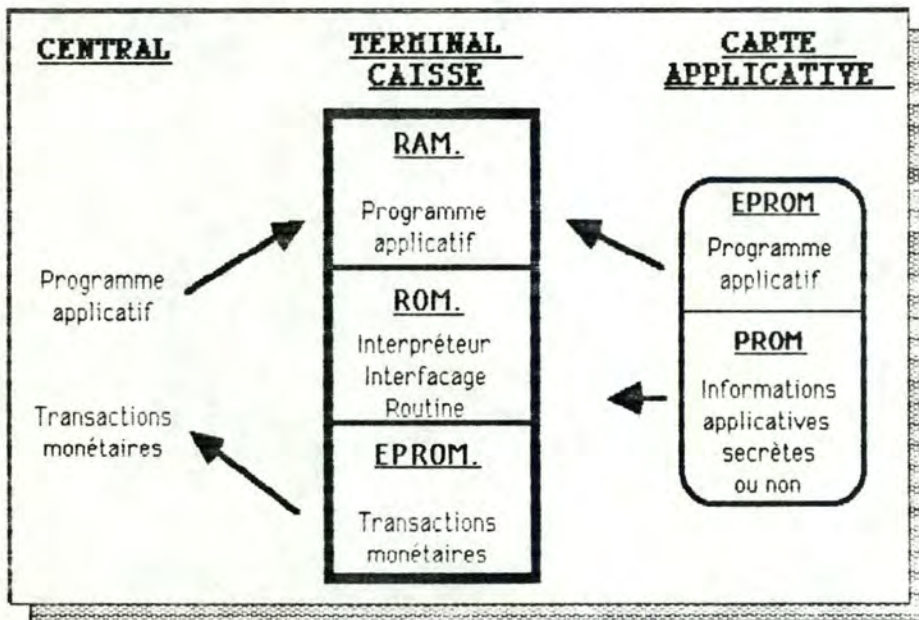 CENTRAL
Programme
applicatif
Transactions
monétaires
TERMINAL
CAISSE
RAM.
Programme
applicatif
ROM.
Interpréteur
Interfacage
Routine
EPROM.
Transactions
monétaires
CARTE
APPLICATIVE
EPROM
Programme
applicatif
PROM
Informations
applicatives
secrètes
ou non